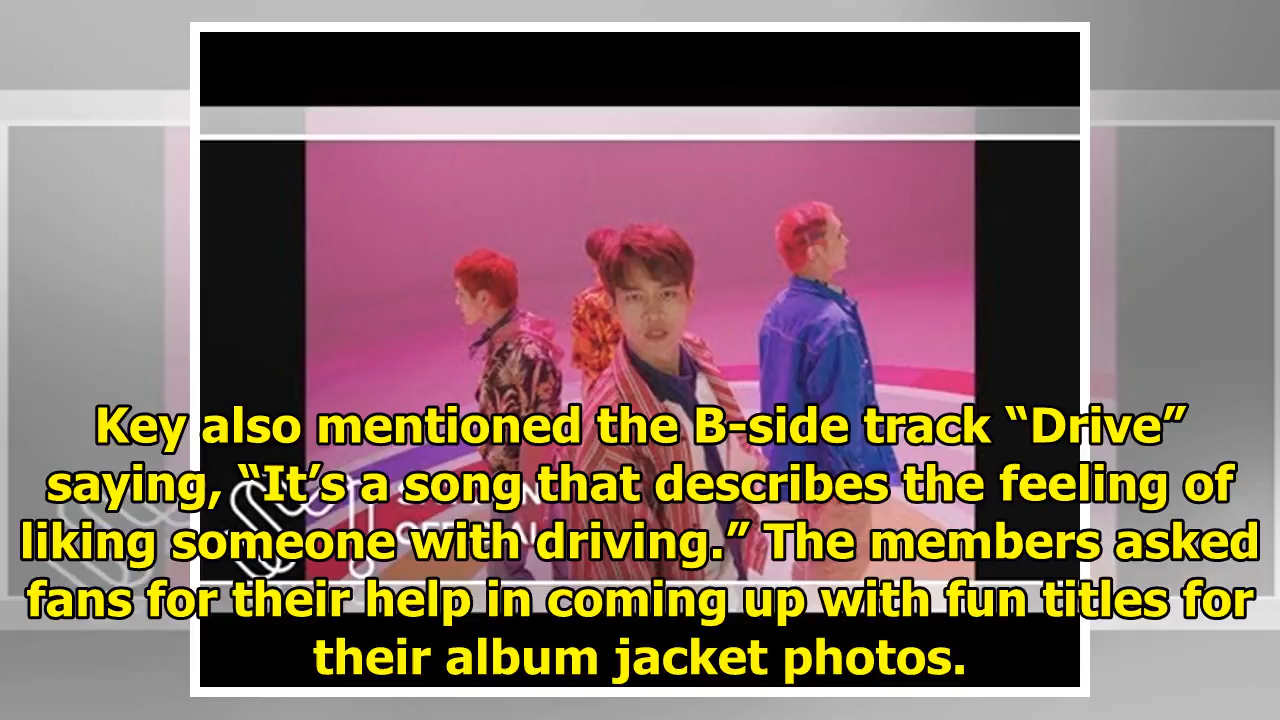 Key also mentioned the B-side track “Drive”
saying, “It’s a song that describes the feeling of
liking someone with driving.” The members asked
fans for their help in coming up with fun titles for
their album jacket photos.